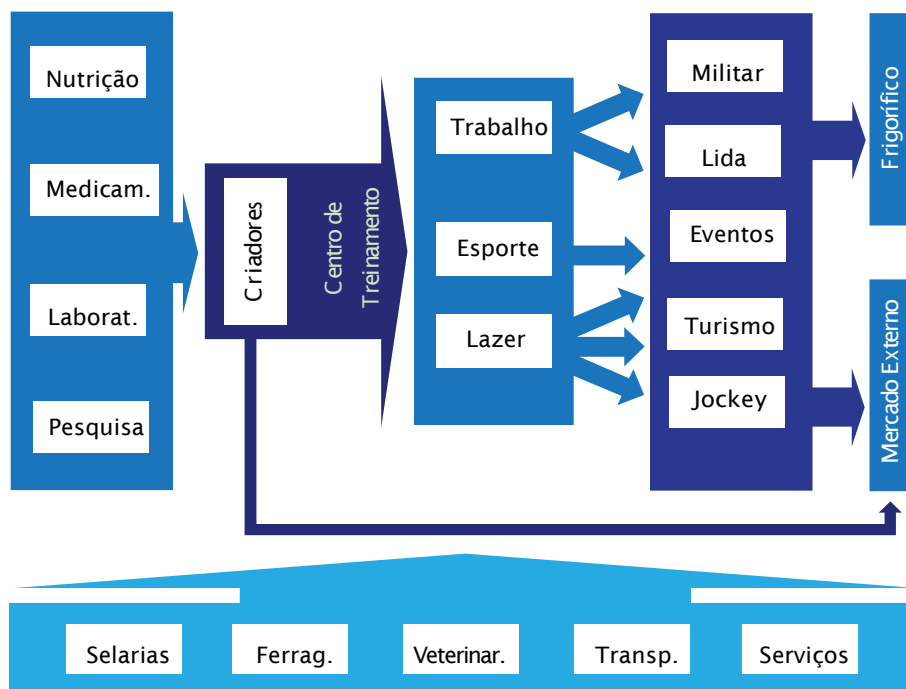 Nutrição
Medicam.
Laborat.
Pesquisa
Criadores
Centro de
Treinamento
Trabalho
Esporte
Lazer
Militar
Lida
Eventos
Turismo
Jockey
Frigorífico
Mercado Externo
Selarias
Ferrag.
Veterinar.
Transp.
Serviços